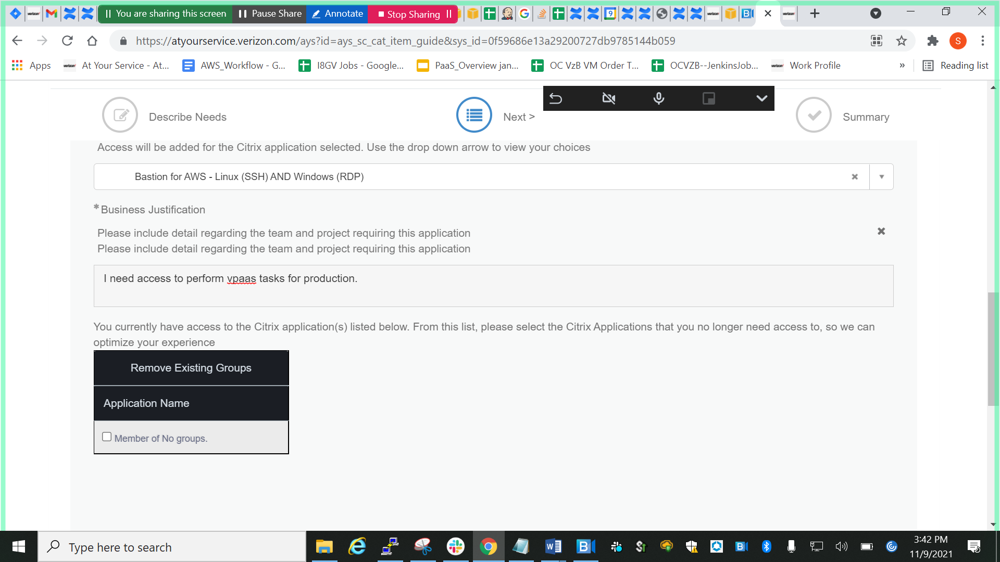 You are sharing this screen Pause Share Annotate Stop Sharing
https://atyourservice.verizon.com/ays?id=ays_sc_cat_item_guide&sys_id=0f59686e13a29200727db9785144b059
S
Apps At Your Service - At... AWS_Workflow - G... I8GV Jobs - Google... PaaS_Overview jan... OC VzB VM Order T... OCVZB--JenkinsJob... Work Profile » Reading list
Describe Needs Next > Summary
Access will be added for the Citrix application selected. Use the drop down arrow to view your choices
Bastion for AWS - Linux (SSH) AND Windows (RDP)
* Business Justification
Please include detail regarding the team and project requiring this application
Please include detail regarding the team and project requiring this application
I need access to perform vpaas tasks for production.
You currently have access to the Citrix application(s) listed below. From this list, please select the Citrix Applications that you no longer need access to, so we can
optimize your experience
Remove Existing Groups
Application Name
Member of No groups.
Type here to search
3:42 PM
11/9/2021